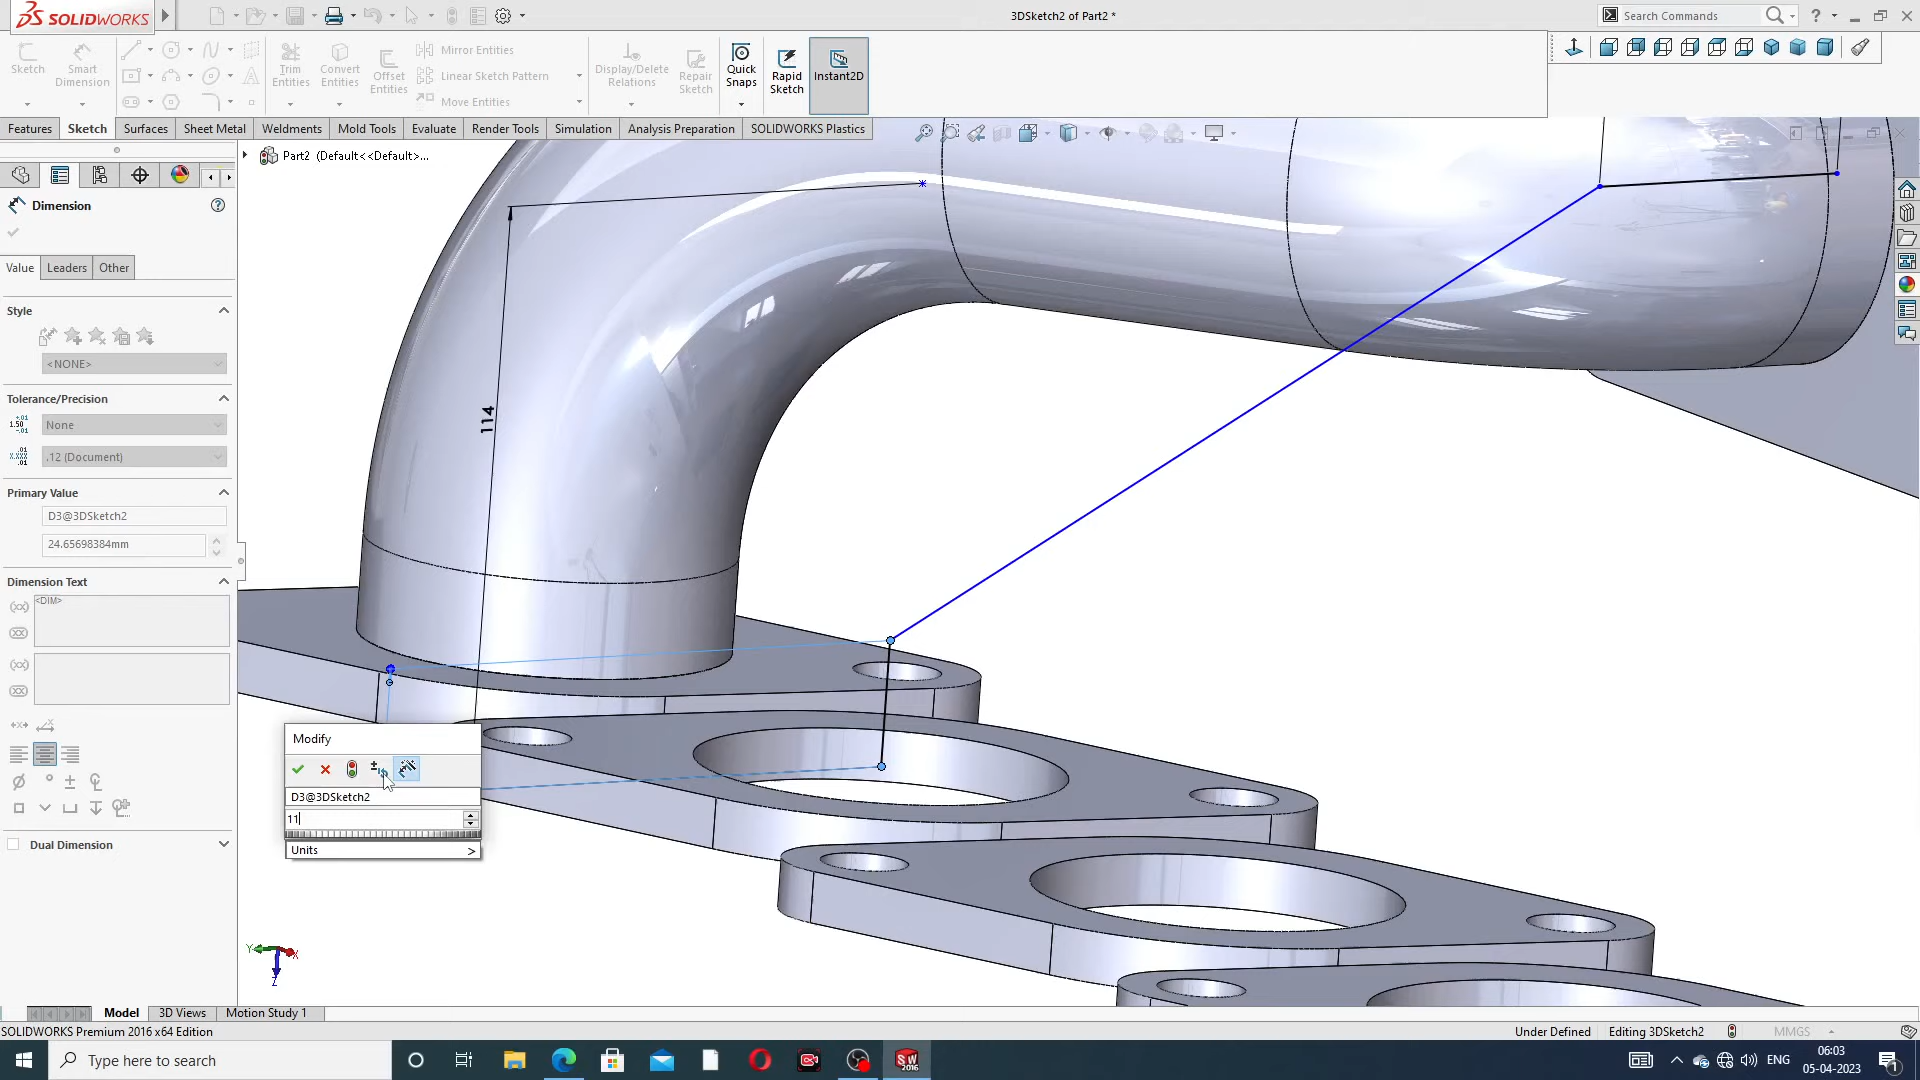 SOLIDWORKS
3DSketch2 of Part2 *
Search Commands
Sketch
Smart Dimension
Trim Entities
Convert Entities
Offset Entities
Mirror Entities
Linear Sketch Pattern
Move Entities
Display/Delete Relations
Repair Sketch
Quick Snaps
Rapid Sketch
Instant2D
Features
Sketch
Surfaces
Sheet Metal
Weldments
Mold Tools
Evaluate
Render Tools
Simulation
Analysis Preparation
SOLIDWORKS Plastics
Part2 (Default<<Default>...
Dimension
Value
Leaders
Other
Style
<NONE>
Tolerance/Precision
None
.12 (Document)
Primary Value
D3@3DSketch2
24.65698384mm
Dimension Text
<DIM>
Dual Dimension
114
Modify
D3@3DSketch2
11
Units >
Y
X
Z
Model
3D Views
Motion Study 1
SOLIDWORKS Premium 2016 x64 Edition
Under Defined
Editing 3DSketch2
MMGS
Type here to search
SW
2016
ENG
06:03
05-04-2023
1